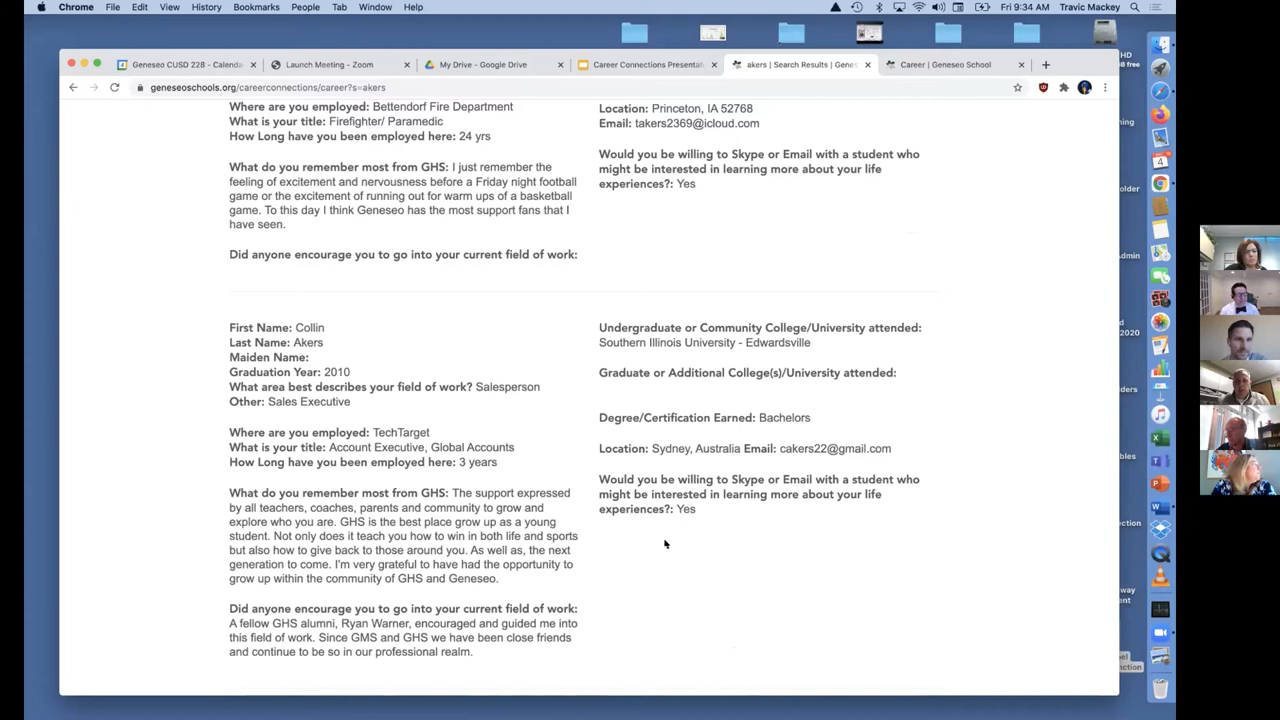 Chrome File Edit View History Bookmarks People Tab Window Help Fri 9:34 AM Travic Mackey
Geneseo CUSD 228 - Calenda
Launch Meeting - Zoom
My Drive - Google Drive
Career Connections Presentat
akers | Search Results | Genes
Career | Geneseo School
geneseoschools.org/careerconnections/career?s=akers
Where are you employed: Bettendorf Fire Department
What is your title: Firefighter/ Paramedic
How Long have you been employed here: 24 yrs
What do you remember most from GHS: I just remember the
feeling of excitement and nervousness before a Friday night football
game or the excitement of running out for warm ups of a basketball
game. To this day I think Geneseo has the most support fans that I
have seen.
Did anyone encourage you to go into your current field of work:
Location: Princeton, IA 52768
Email: takers2369@icloud.com
Would you be willing to Skype or Email with a student who
might be interested in learning more about your life
experiences?: Yes
First Name: Collin
Last Name: Akers
Maiden Name:
Graduation Year: 2010
What area best describes your field of work? Salesperson
Other: Sales Executive
Where are you employed: TechTarget
What is your title: Account Executive, Global Accounts
How Long have you been employed here: 3 years
What do you remember most from GHS: The support expressed
by all teachers, coaches, parents and community to grow and
explore who you are. GHS is the best place grow up as a young
student. Not only does it teach you how to win in both life and sports
but also how to give back to those around you. As well as, the next
generation to come. I'm very grateful to have had the opportunity to
grow up within the community of GHS and Geneseo.
Did anyone encourage you to go into your current field of work:
A fellow GHS alumni, Ryan Warner, encouraged and guided me into
this field of work. Since GMS and GHS we have been close friends
and continue to be so in our professional realm.
Undergraduate or Community College/University attended:
Southern Illinois University - Edwardsville
Graduate or Additional College(s)/University attended:
Degree/Certification Earned: Bachelors
Location: Sydney, Australia Email: cakers22@gmail.com
Would you be willing to Skype or Email with a student who
might be interested in learning more about your life
experiences?: Yes
HD
free
ning
older
4
dmin
2020
ders
bles
ection
way
ent
nction